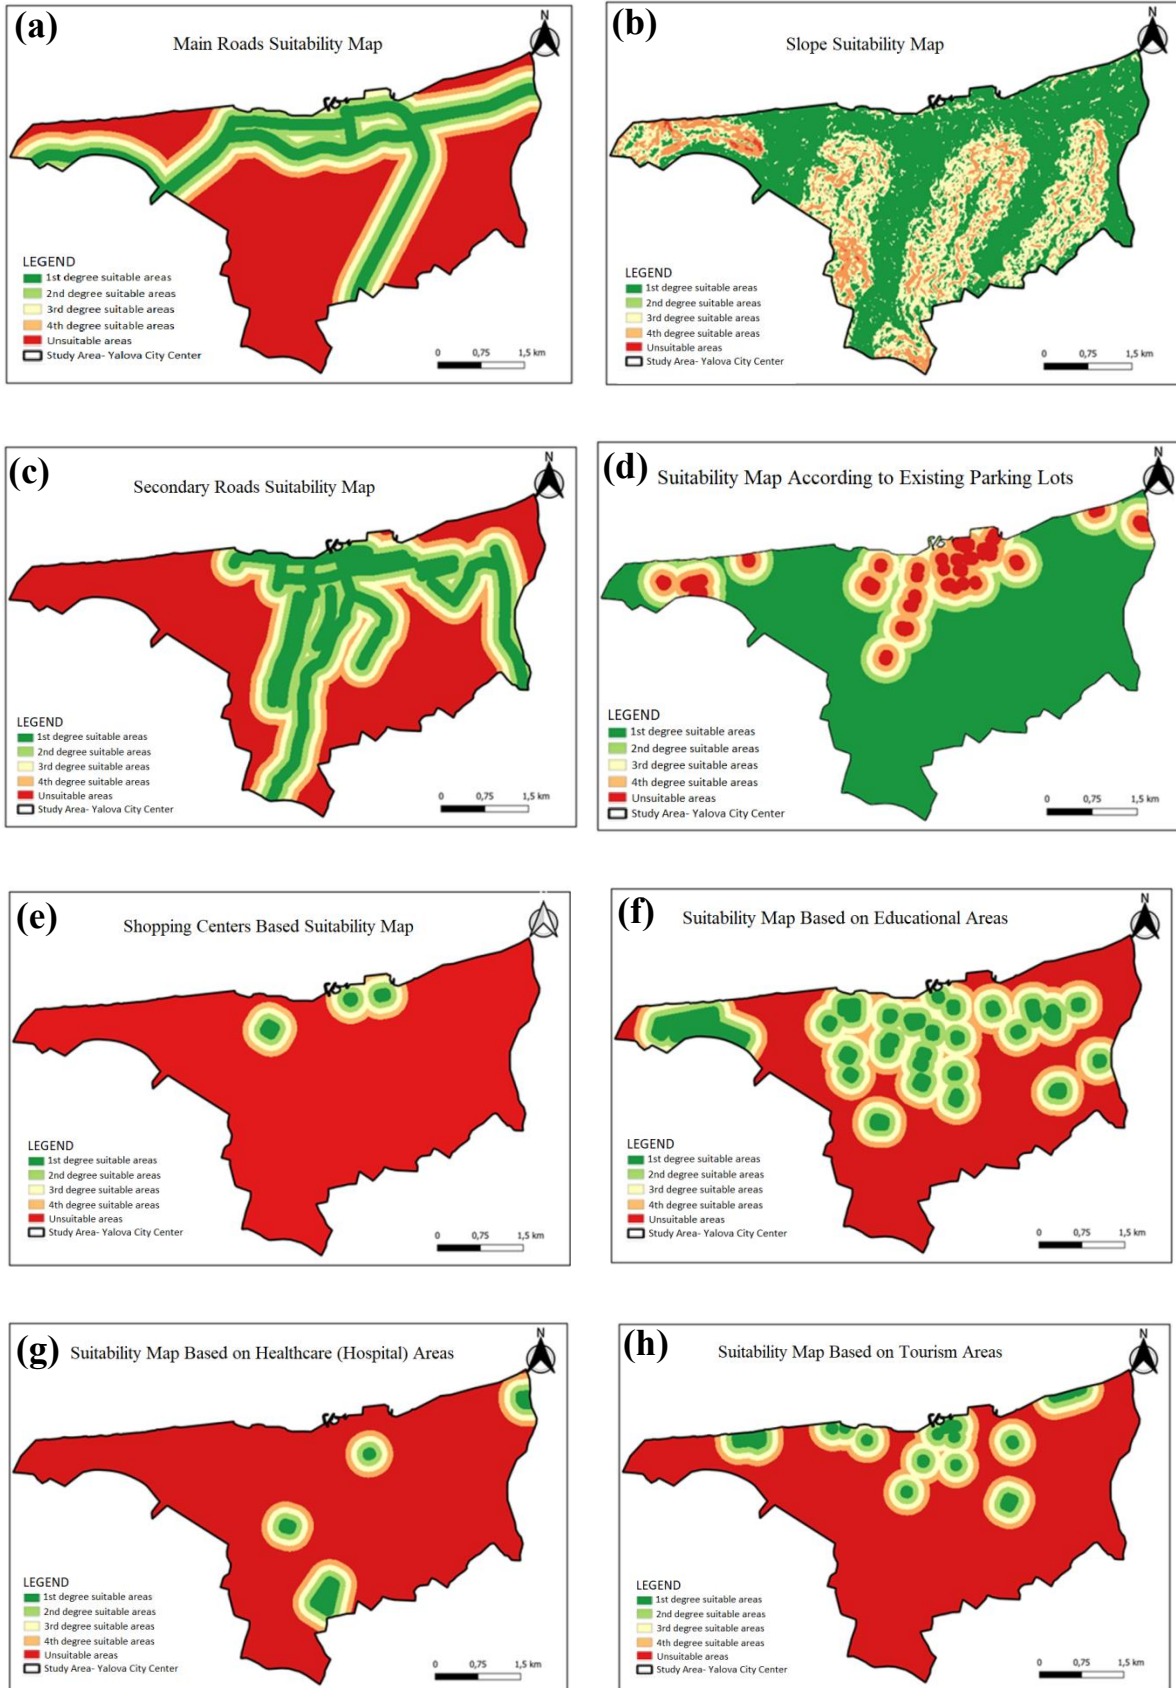 (a)
N
Main Roads Suitability Map
LEGEND
1st degree suitable areas
2nd degree suitable areas
3rd degree suitable areas
4th degree suitable areas
Unsuitable areas
Study Area- Yalova City Center
0 0,75 1,5 km
(b)
N
Slope Suitability Map
LEGEND
1st degree suitable areas
2nd degree suitable areas
3rd degree suitable areas
4th degree suitable areas
Unsuitable areas
Study Area- Yalova City Center
0 0,75 1,5 km
(c)
N
Secondary Roads Suitability Map
LEGEND
1st degree suitable areas
2nd degree suitable areas
3rd degree suitable areas
4th degree suitable areas
Unsuitable areas
Study Area- Yalova City Center
0 0,75 1,5 km
(d)
N
Suitability Map According to Existing Parking Lots
LEGEND
1st degree suitable areas
2nd degree suitable areas
3rd degree suitable areas
4th degree suitable areas
Unsuitable areas
Study Area- Yalova City Center
0 0,75 1,5 km
(e)
Shopping Centers Based Suitability Map
LEGEND
1st degree suitable areas
2nd degree suitable areas
3rd degree suitable areas
4th degree suitable areas
Unsuitable areas
Study Area- Yalova City Center
0 0,75 1,5 km
(f)
N
Suitability Map Based on Educational Areas
LEGEND
1st degree suitable areas
2nd degree suitable areas
3rd degree suitable areas
4th degree suitable areas
Unsuitable areas
Study Area- Yalova City Center
0 0,75 1,5 km
(g)
N
Suitability Map Based on Healthcare (Hospital) Areas
LEGEND
1st degree suitable areas
2nd degree suitable areas
3rd degree suitable areas
4th degree suitable areas
Unsuitable areas
Study Area- Yalova City Center
0 0,75 1,5 km
(h)
N
Suitability Map Based on Tourism Areas
LEGEND
1st degree suitable areas
2nd degree suitable areas
3rd degree suitable areas
4th degree suitable areas
Unsuitable areas
Study Area- Yalova City Center
0 0,75 1,5 km